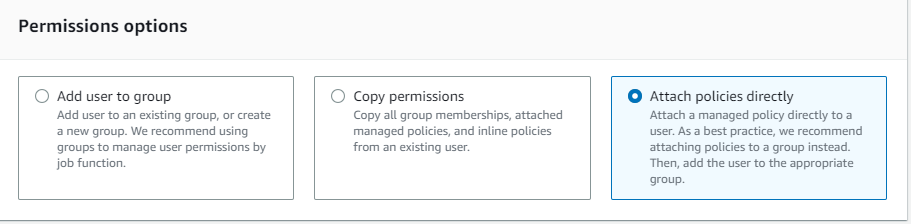 Permissions options
Add user to group
Add user to an existing group, or create
a new group. We recommend using
groups to manage user permissions by
job function.
Copy permissions
Copy all group memberships, attached
managed policies, and inline policies
from an existing user.
Attach policies directly
Attach a managed policy directly to a
user. As a best practice, we recommend
attaching policies to a group instead.
Then, add the user to the appropriate
group.